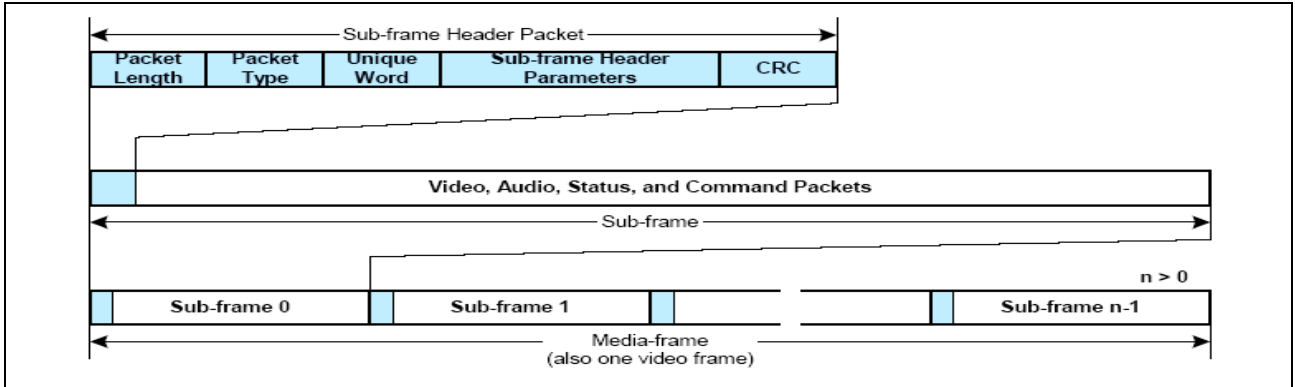 Sub-frame Header Packet
Packet Length
Packet Type
Unique Word
Sub-frame Header Parameters
CRC
Video, Audio, Status, and Command Packets
Sub-frame
n > 0
Sub-frame 0
Sub-frame 1
Sub-frame n-1
Media-frame
(also one video frame)